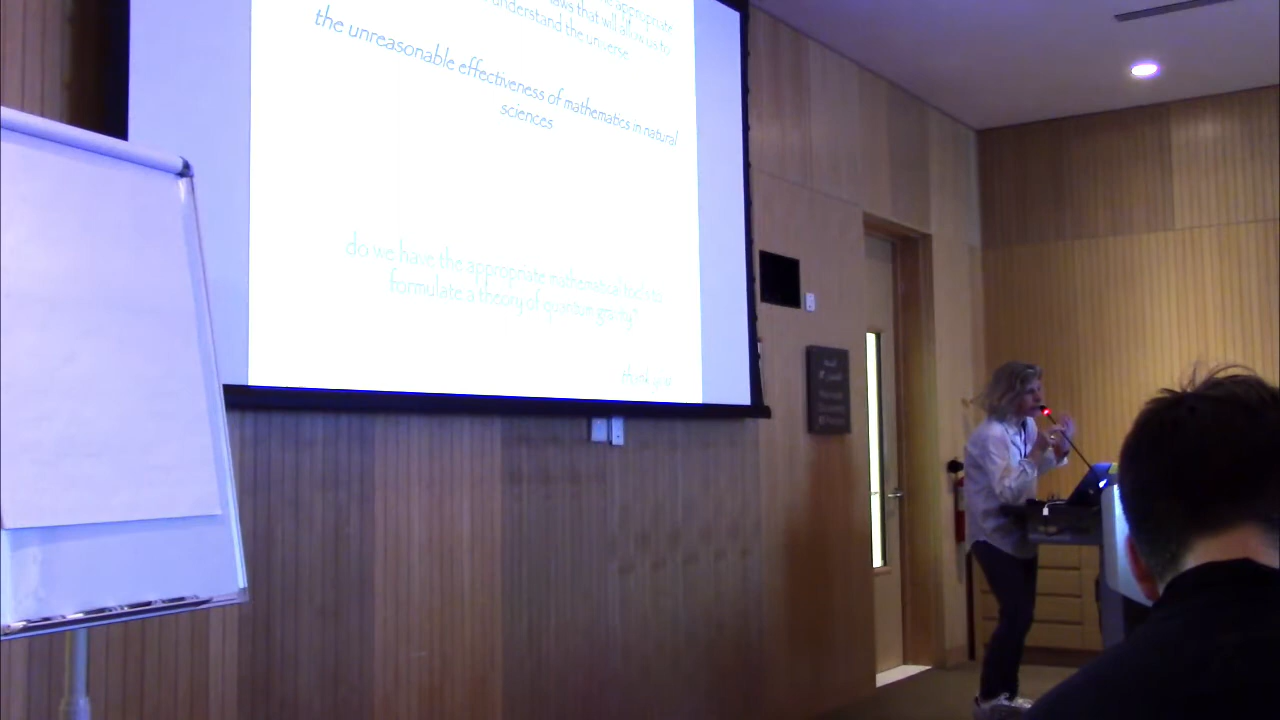 appropriate
laws that will allow us to
understand the universe
the unreasonable effectiveness of mathematics in natural
sciences
do we have the appropriate mathematical tools to
formulate a theory of quantum gravity?
thank you